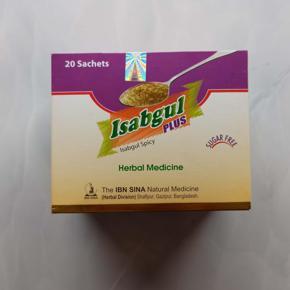 20 Sachets
Isabgul
PLUS
Isabgul Spicy
SUGAR FREE
Herbal Medicine
The IBN SINA Natural Medicine
(Herbal Division) Shafipur, Gazipur, Bangladesh.